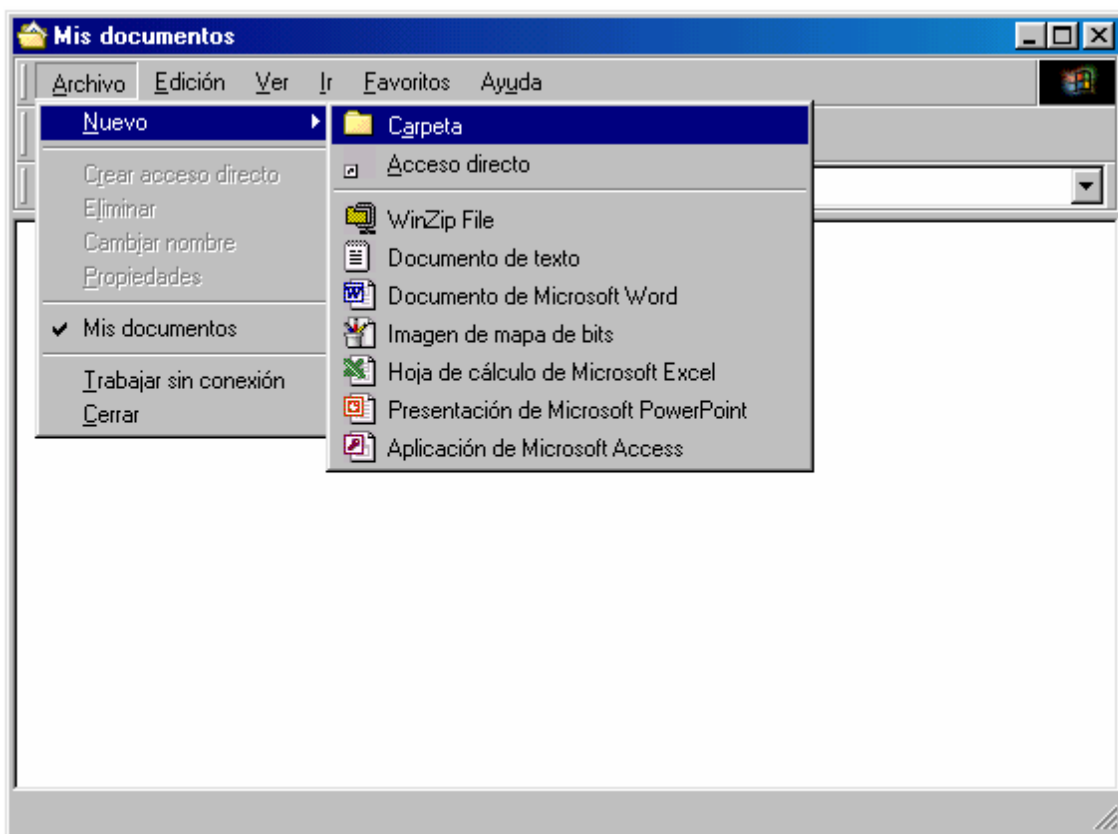 Mis documentos
Archivo Edición Ver Ir Favoritos Ayuda
Nuevo
Crear acceso directo
Eliminar
Cambiar nombre
Propiedades
Mis documentos
Trabajar sin conexión
Cerrar
Carpeta
Acceso directo
WinZip File
Documento de texto
Documento de Microsoft Word
Imagen de mapa de bits
Hoja de cálculo de Microsoft Excel
Presentación de Microsoft PowerPoint
Aplicación de Microsoft Access